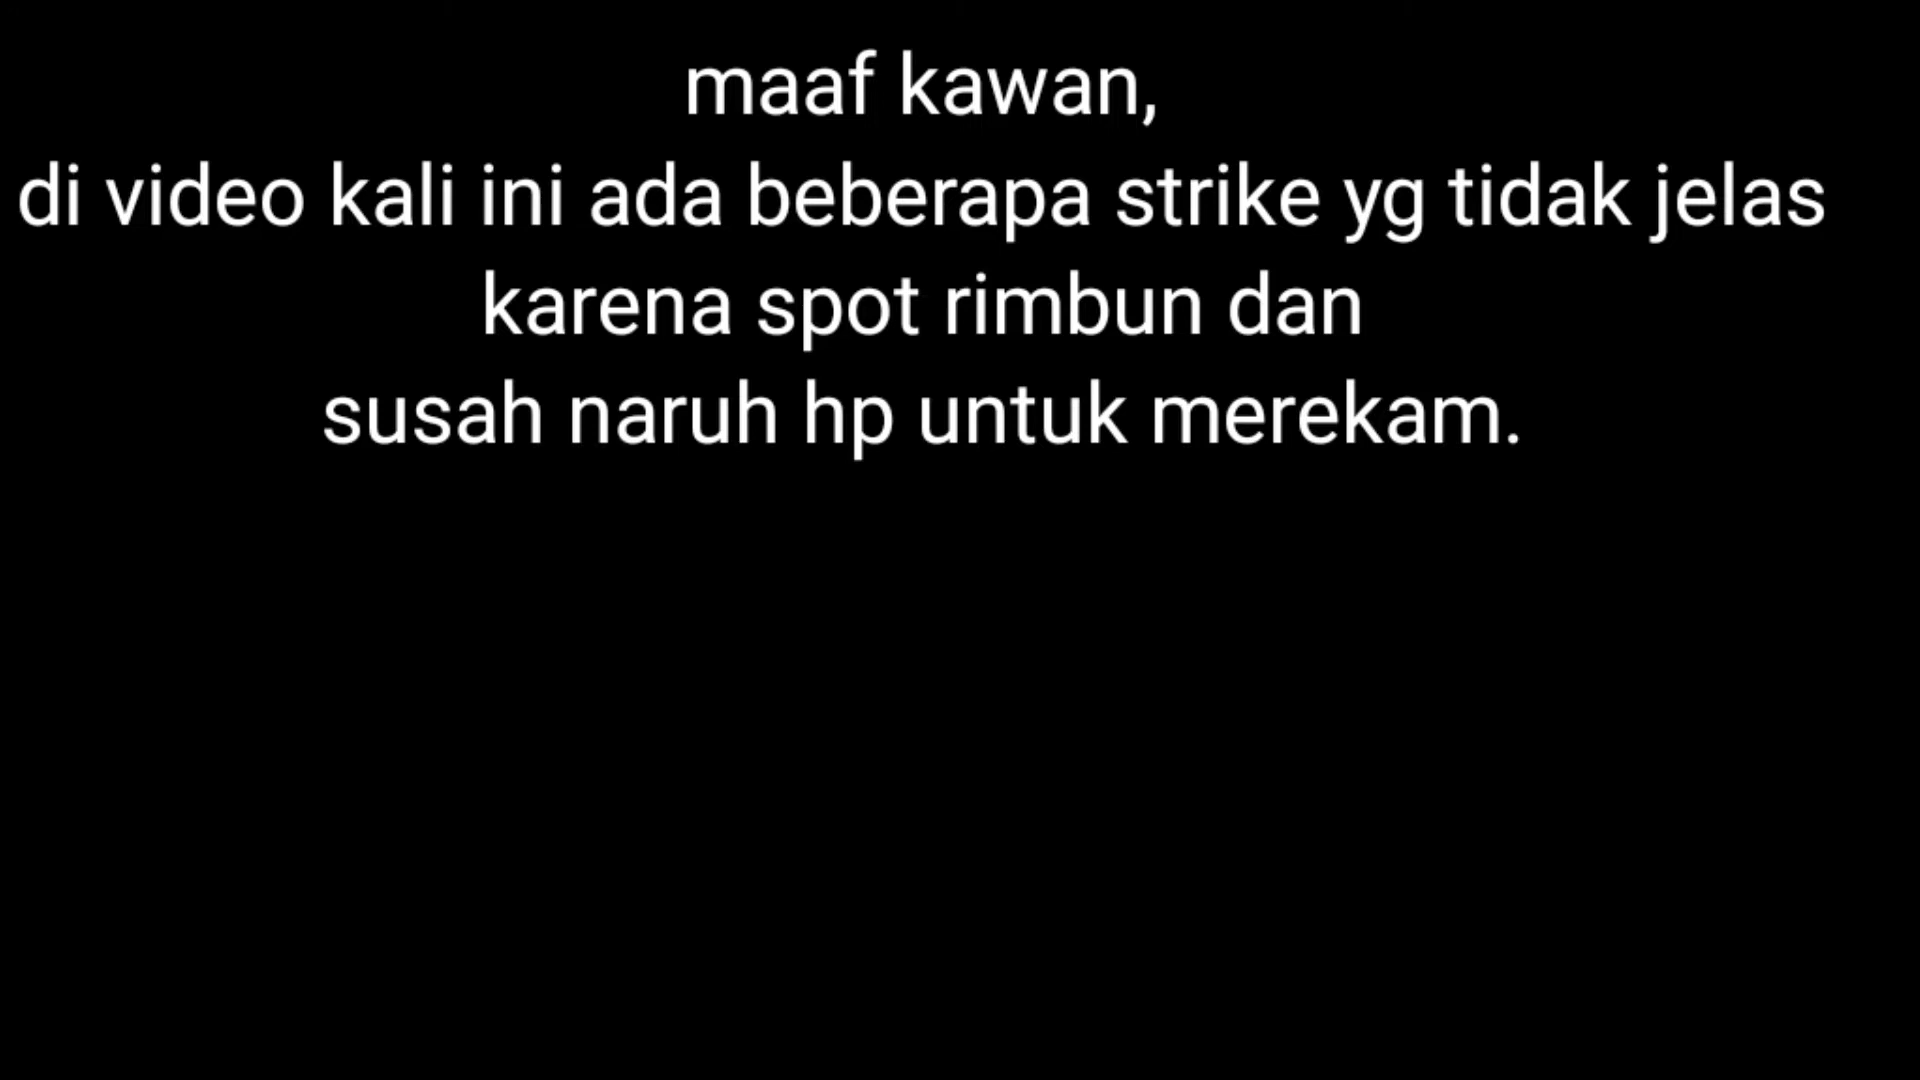 maaf kawan,
di video kali ini ada beberapa strike yg tidak jelas
karena spot rimbun dan
susah naruh hp untuk merekam.